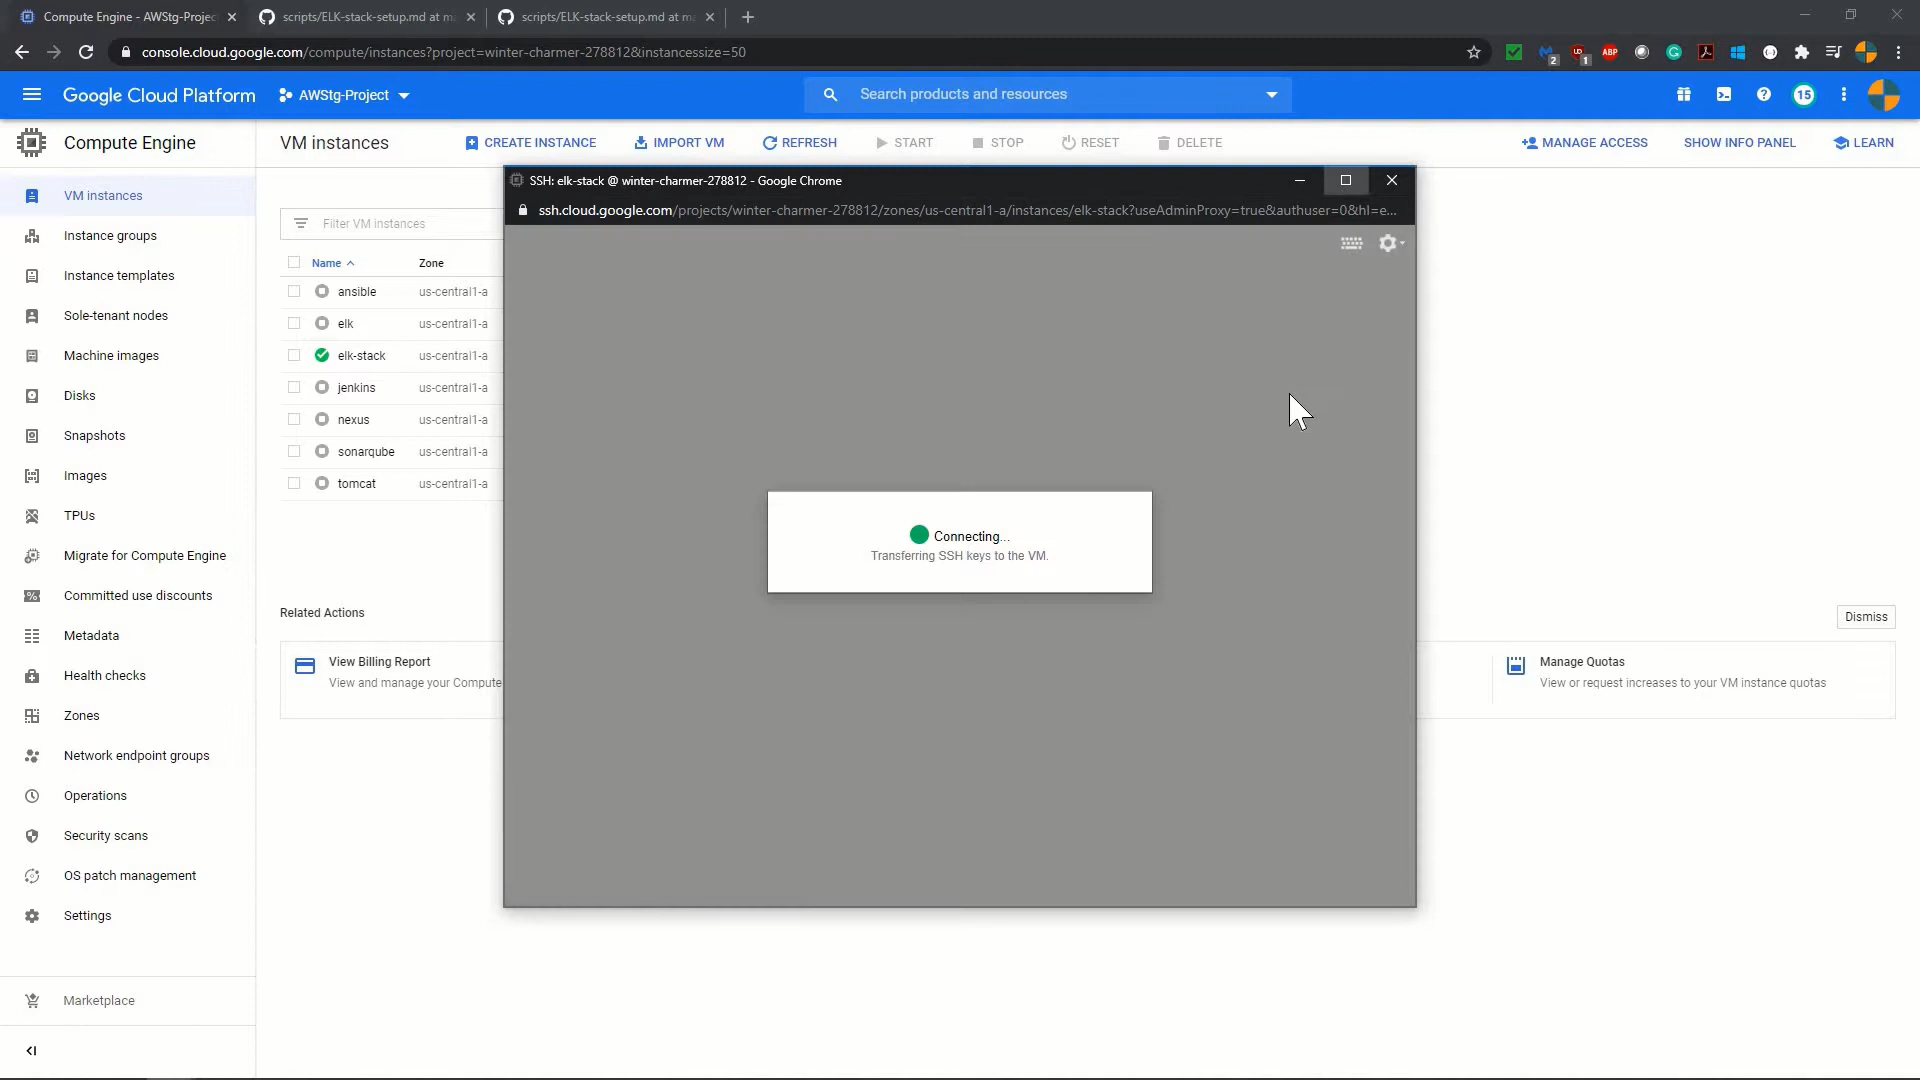 Compute Engine - AWStg-Projec
scripts/ELK-stack-setup.md at ma
scripts/ELK-stack-setup.md at ma
console.cloud.google.com/compute/instances?project=winter-charmer-278812&instancessize=50
2
1
ABP
Google Cloud Platform
AWStg-Project
Search products and resources
15
Compute Engine
VM instances
CREATE INSTANCE
IMPORT VM
REFRESH
START
STOP
RESET
DELETE
MANAGE ACCESS
SHOW INFO PANEL
LEARN
VM instances
Instance groups
Instance templates
Sole-tenant nodes
Machine images
Disks
Snapshots
Images
TPUs
Migrate for Compute Engine
Committed use discounts
Metadata
Health checks
Zones
Network endpoint groups
Operations
Security scans
OS patch management
Settings
Marketplace
Filter VM instances
Name Zone
ansible us-central1-a
elk us-central1-a
elk-stack us-central1-a
jenkins us-central1-a
nexus us-central1-a
sonarqube us-central1-a
tomcat us-central1-a
SSH: elk-stack @ winter-charmer-278812 - Google Chrome
ssh.cloud.google.com/projects/winter-charmer-278812/zones/us-central1-a/instances/elk-stack?useAdminProxy=true&authuser=0&hl=e...
Connecting...
Transferring SSH keys to the VM.
Related Actions
Dismiss
View Billing Report
View and manage your Compute
Manage Quotas
View or request increases to your VM instance quotas